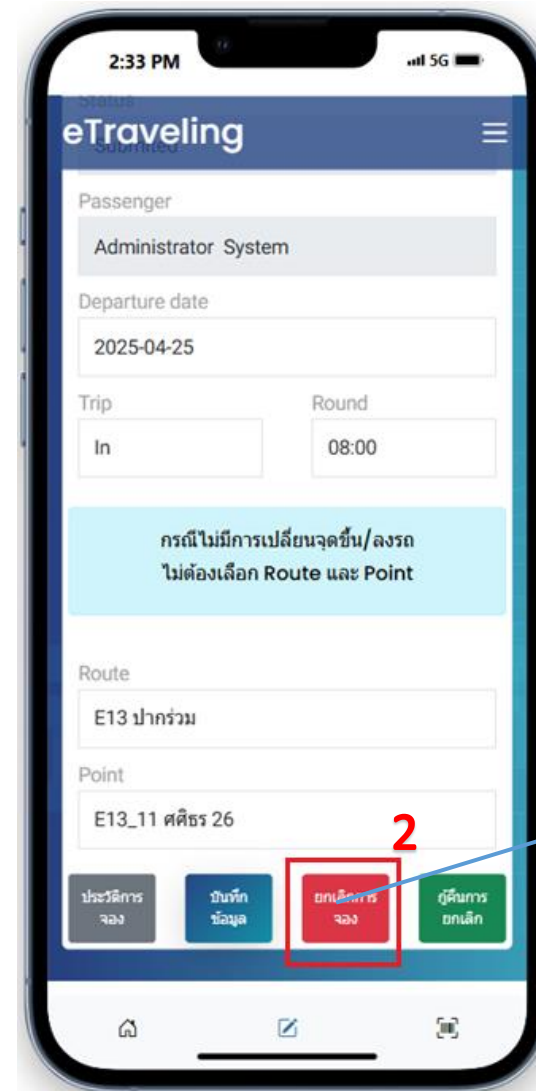 2:33 PM
5G
Status
eTraveling
Submited
Passenger
Administrator System
Departure date
2025-04-25
Trip
Round
In
08:00
กรณีไม่มีการเปลี่ยนจุดขึ้น/ลงรถ
ไม่ต้องเลือก Route และ Point
Route
E13 ปากร่วม
Point
E13_11 ศศิธร 26
2
ประวัติการ
จอง
บันทึก
ข้อมูล
ยกเลิกการ
จอง
กู้คืนการ
ยกเลิก